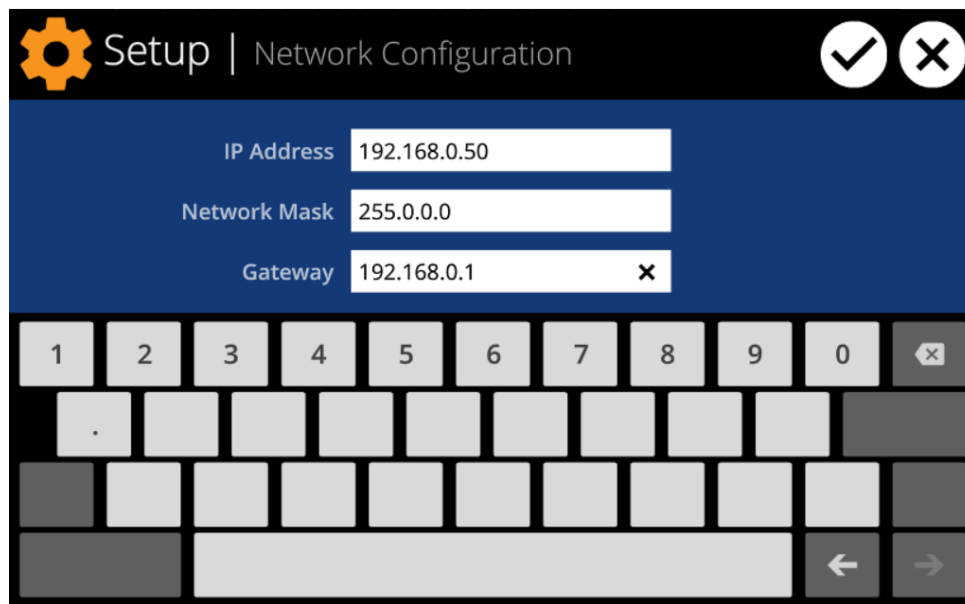 Setup | Network Configuration
IP Address 192.168.0.50
Network Mask 255.0.0.0
Gateway 192.168.0.1
1 2 3 4 5 6 7 8 9 0
.